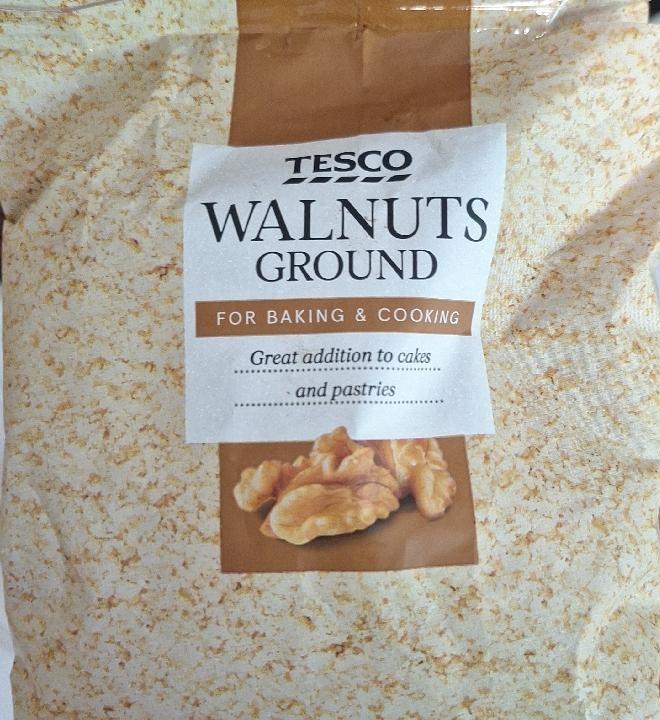 TESCO
WALNUTS
GROUND
FOR BAKING & COOKING
Great addition to cakes
and pastries